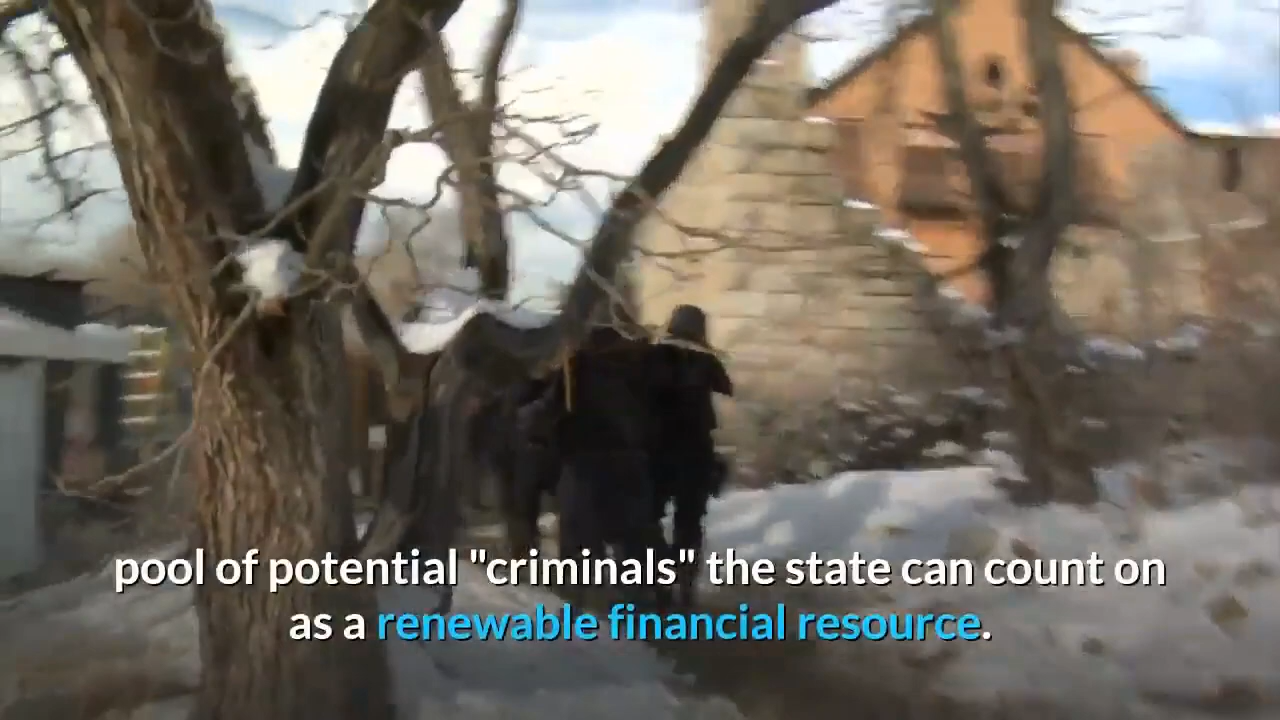 pool of potential "criminals" the state can count on
as a renewable financial resource.